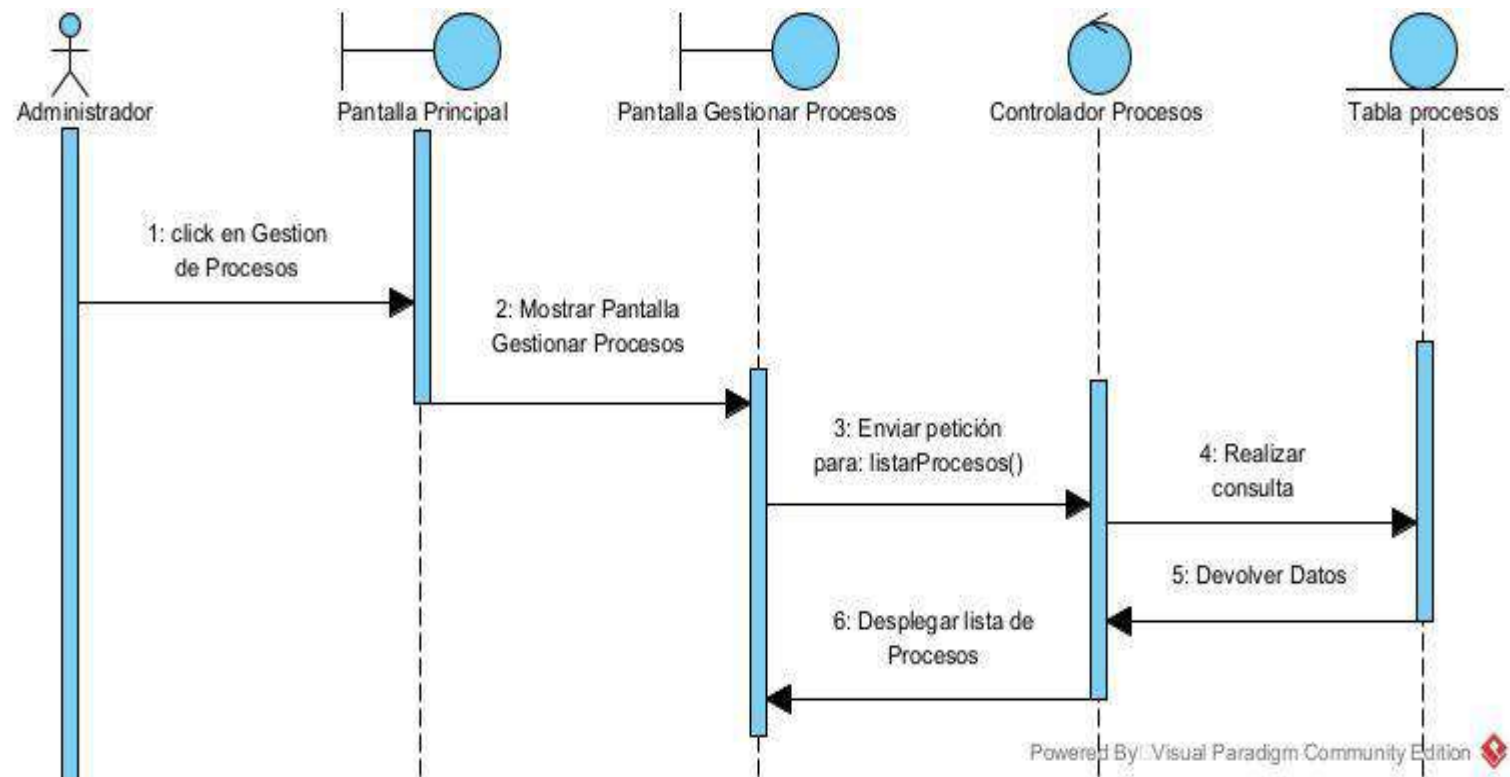 Administrador
Pantalla Principal
Pantalla Gestionar Procesos
Controlador Procesos
Tabla procesos
1: click en Gestion
de Procesos
2: Mostrar Pantalla
Gestionar Procesos
3: Enviar petición
para: listarProcesos()
4: Realizar
consulta
5: Devolver Datos
6: Desplegar lista de
Procesos
Powered By Visual Paradigm Community Edition